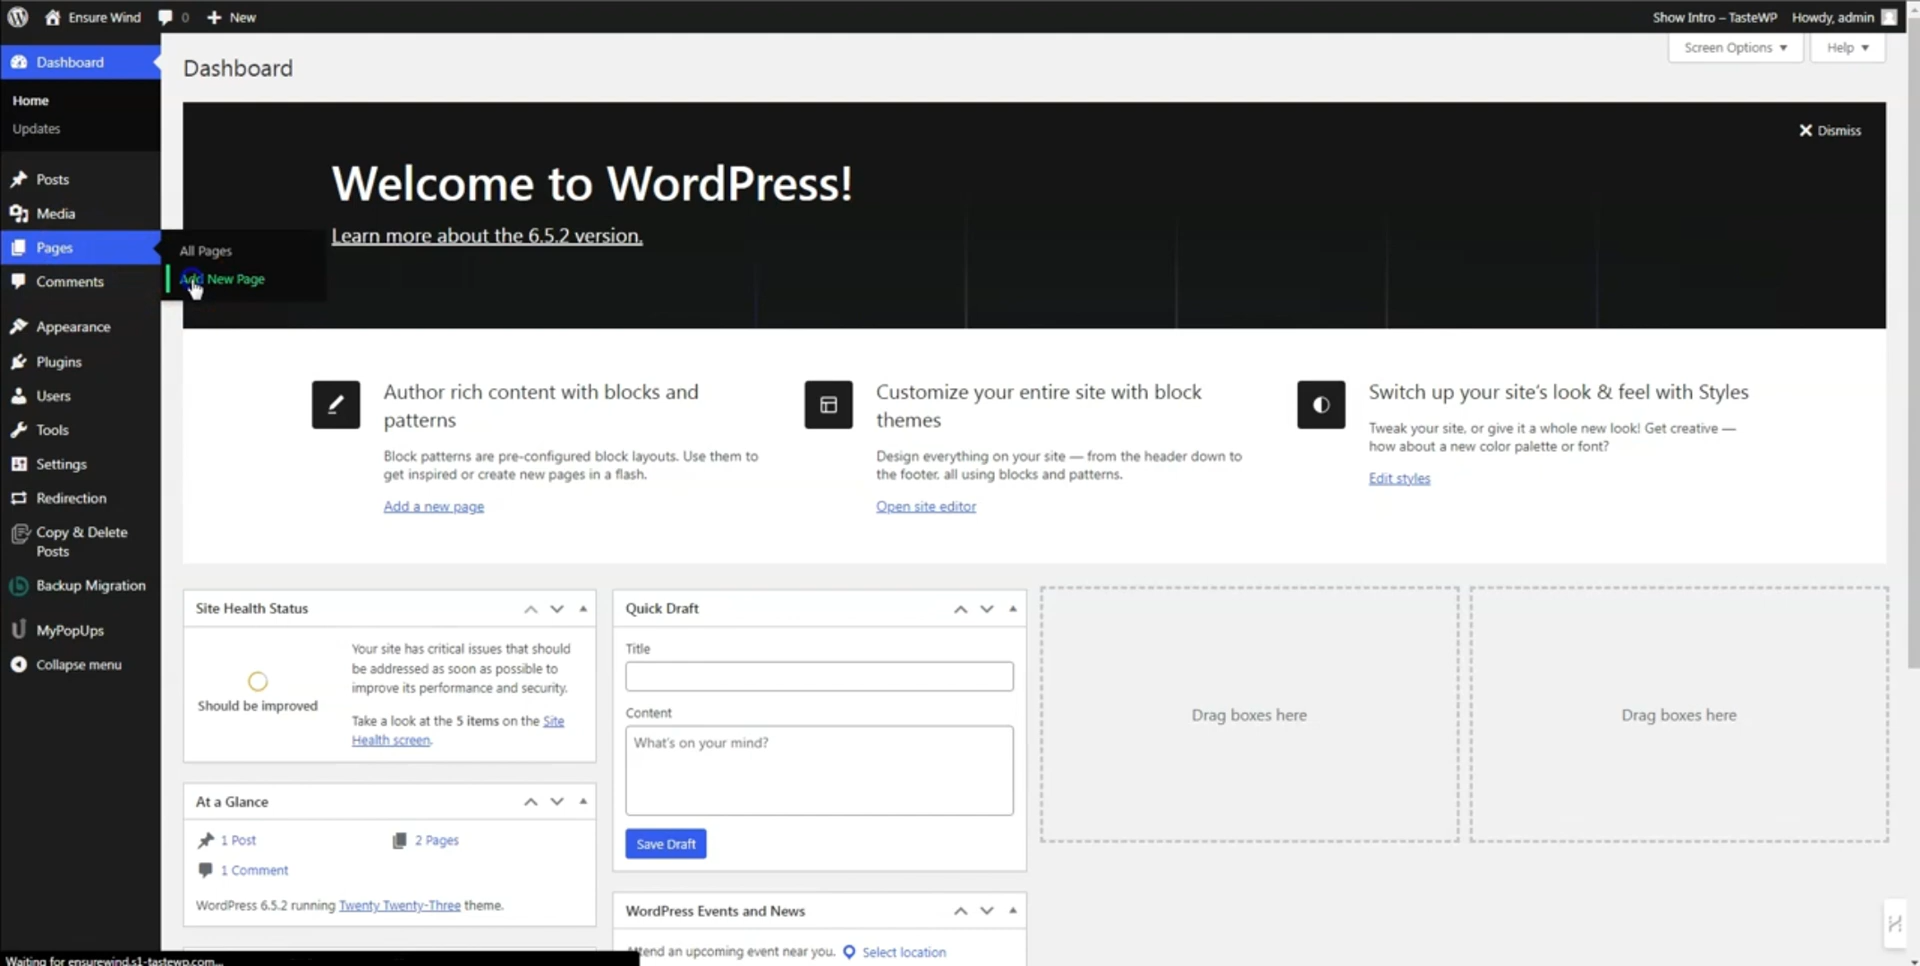 Ensure Wind
0
New
Show Intro – TasteWP
Howdy, admin
Dashboard
Home
Updates
Posts
Media
Pages
Comments
Appearance
Plugins
Users
Tools
Settings
Redirection
Copy & Delete
Posts
Backup Migration
MyPopUps
Collapse menu
All Pages
Add New Page
Screen Options
Help
Dashboard
Dismiss
Welcome to WordPress!
Learn more about the 6.5.2 version.
Author rich content with blocks and
patterns
Block patterns are pre-configured block layouts. Use them to
get inspired or create new pages in a flash.
Add a new page
Customize your entire site with block
themes
Design everything on your site — from the header down to
the footer, all using blocks and patterns.
Open site editor
Switch up your site's look & feel with Styles
Tweak your site, or give it a whole new look! Get creative —
how about a new color palette or font?
Edit styles
Site Health Status
Should be improved
Your site has critical issues that should
be addressed as soon as possible to
improve its performance and security.
Take a look at the 5 items on the Site
Health screen.
At a Glance
1 Post
2 Pages
1 Comment
WordPress 6.5.2 running Twenty Twenty-Three theme.
Quick Draft
Title
Content
What's on your mind?
Save Draft
WordPress Events and News
Attend an upcoming event near you.
Select location
Drag boxes here
Drag boxes here
Waiting for ensurewind.s1-tastewp.com...